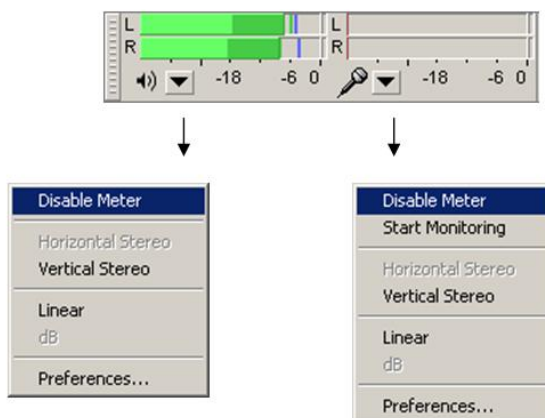 L L
R R
-18 -6 0 -18 -6 0
Disable Meter
Horizontal Stereo
Vertical Stereo
Linear
dB
Preferences...
Disable Meter
Start Monitoring
Horizontal Stereo
Vertical Stereo
Linear
dB
Preferences...